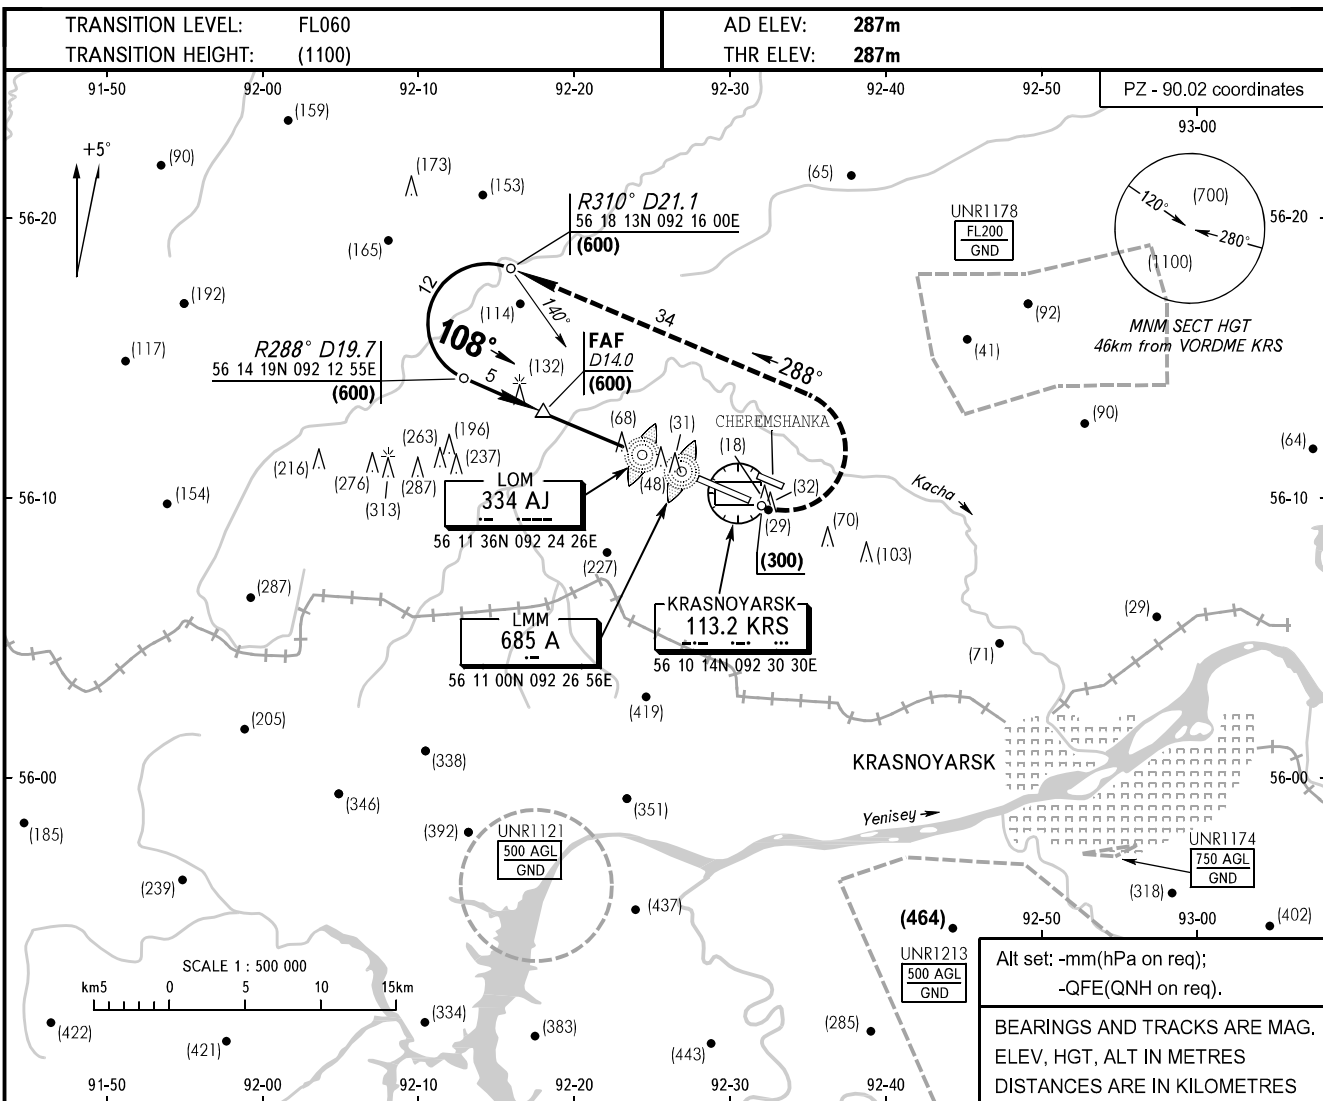 TRANSITION LEVEL: FL060
TRANSITION HEIGHT: (1100)
AD ELEV: 287m
THR ELEV: 287m
91-50 92-00 92-10 92-20 92-30 92-40 92-50
PZ - 90.02 coordinates
93-00
+5°
(159)
(90)
(173)
(153)
(65)
R310° D21.1
56 18 13N 092 16 00E
(600)
56-20
(165)
UNR1178
FL200
GND
120°
(700)
280°
(1100)
56-20
MNM SECT HGT
46km from VORDME KRS
(192)
12
(114)
140°
34
(92)
(41)
(117)
R288° D19.7
56 14 19N 092 12 55E
(600)
108°
5
(132)
FAF
D14.0
(600)
288°
(90)
(64)
CHEREMSHANKA
(68)
(31)
(18)
(48)
(32)
(29)
(300)
(70)
(103)
Kacha
(196)
(263)
(237)
(216)
(276)
(287)
(313)
(154)
56-10
56-10
LOM
334 AJ
56 11 36N 092 24 26E
(227)
(287)
LMM
685 A
56 11 00N 092 26 56E
KRASNOYARSK
113.2 KRS
56 10 14N 092 30 30E
(29)
(71)
(205)
(419)
(338)
KRASNOYARSK
56-00
56-00
(346)
(351)
(185)
(392)
UNR1121
500 AGL
GND
Yenisey
UNR1174
750 AGL
GND
(239)
(437)
(318)
(464)
92-50
93-00
(402)
UNR1213
500 AGL
GND
SCALE 1 : 500 000
km5 0 5 10 15km
(422)
(421)
(334)
(383)
(443)
(285)
Alt set: -mm(hPa on req);
-QFE(QNH on req).
BEARINGS AND TRACKS ARE MAG.
ELEV, HGT, ALT IN METRES
DISTANCES ARE IN KILOMETRES
91-50 92-00 92-10 92-20 92-30 92-40